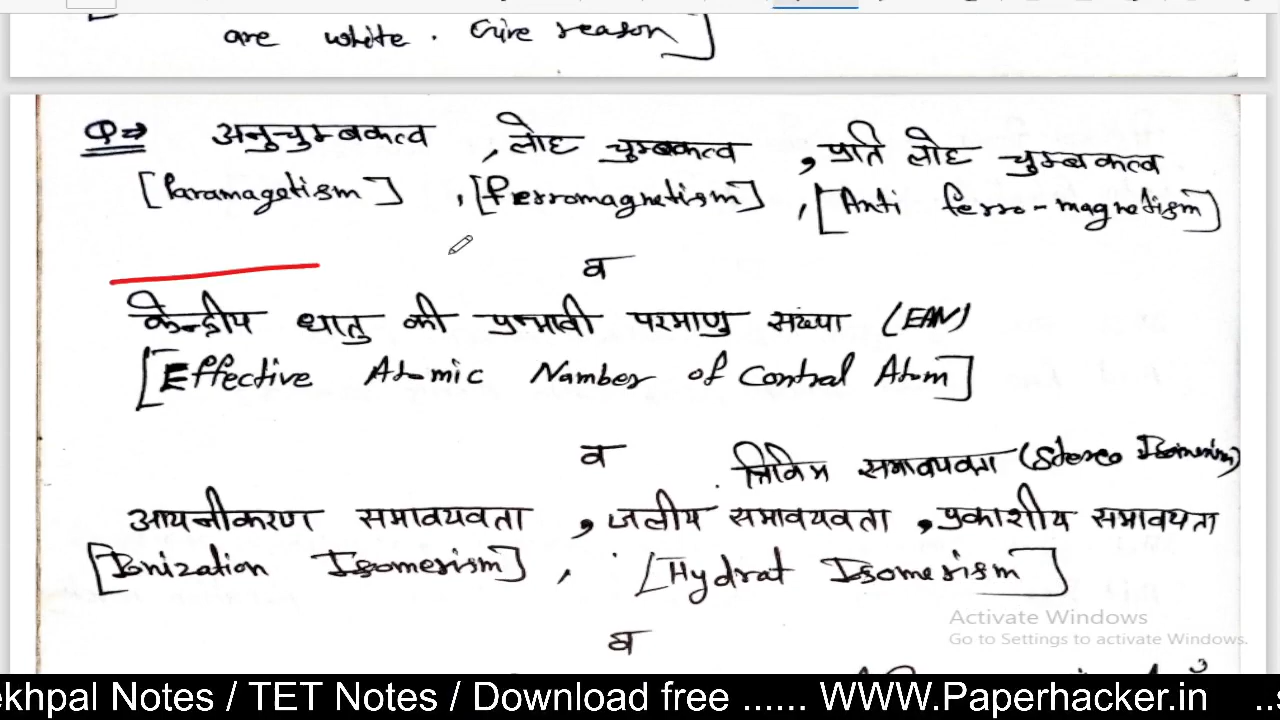 are white. Give reason]
Q⇒ अनुचुम्बकत्व , लोह चुम्बकत्व , प्रति लोह चुम्बकत्व
[Paramagetism] , [ferromagnetism] , [Anti ferro-magnetism]
व
केन्द्रीय धातु की प्रभावी परमाणु संख्या (EAN)
[Effective Atomic Number of Central Atom]
व
त्रिविम समावयवता (Stereo Isomerism)
आयनीकरण समावयवता , जलीय समावयवता , प्रकाशीय समावयता
[Ionization Isomerism] , [Hydrat Isomerism]
व
Activate Windows
Go to Settings to activate Windows.
ekhpal Notes / TET Notes / Download free ...... WWW.Paperhacker.in ..s